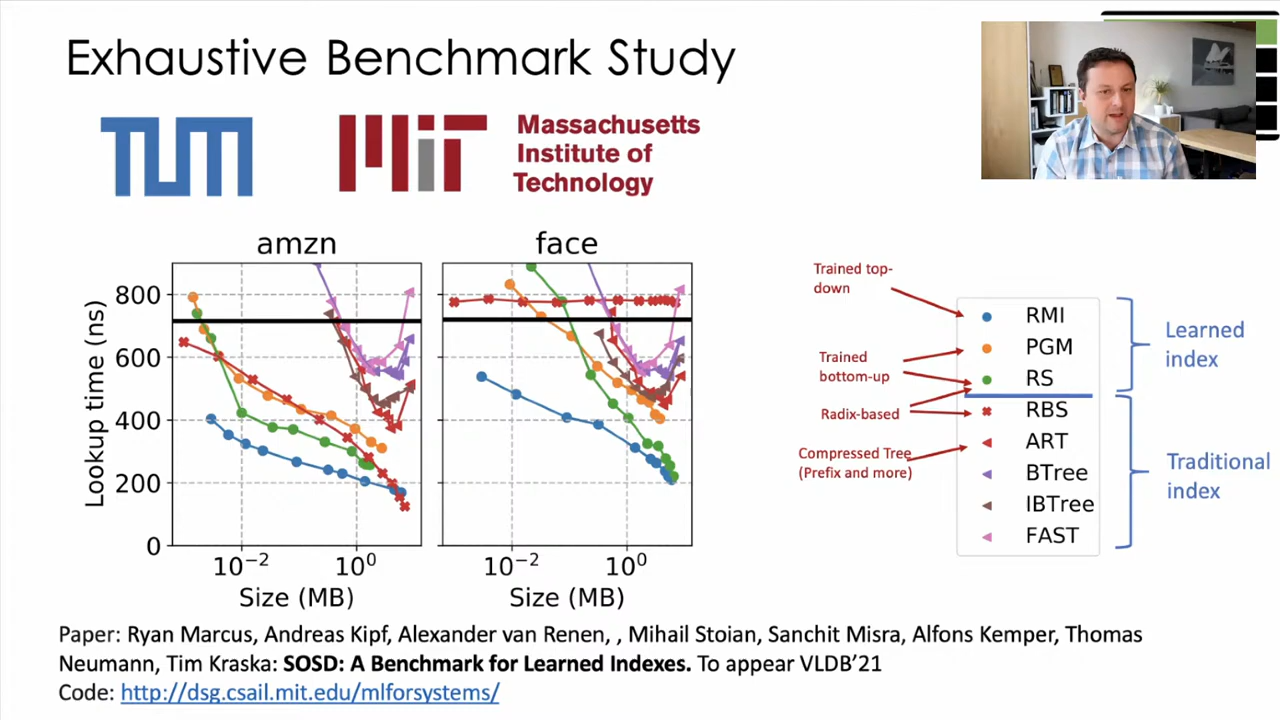 Exhaustive Benchmark Study
TUM
MiT
Massachusetts
Institute of
Technology
amzn
face
Lookup time (ns)
800
600
400
200
0
10⁻²
10⁰
10⁻²
10⁰
Size (MB)
Size (MB)
Trained top-
down
Trained
bottom-up
Radix-based
Compressed Tree
(Prefix and more)
RMI
PGM
RS
RBS
ART
BTree
IBTree
FAST
Learned
index
Traditional
index
Paper: Ryan Marcus, Andreas Kipf, Alexander van Renen, , Mihail Stoian, Sanchit Misra, Alfons Kemper, Thomas
Neumann, Tim Kraska: SOSD: A Benchmark for Learned Indexes. To appear VLDB'21
Code: http://dsg.csail.mit.edu/mlforsystems/